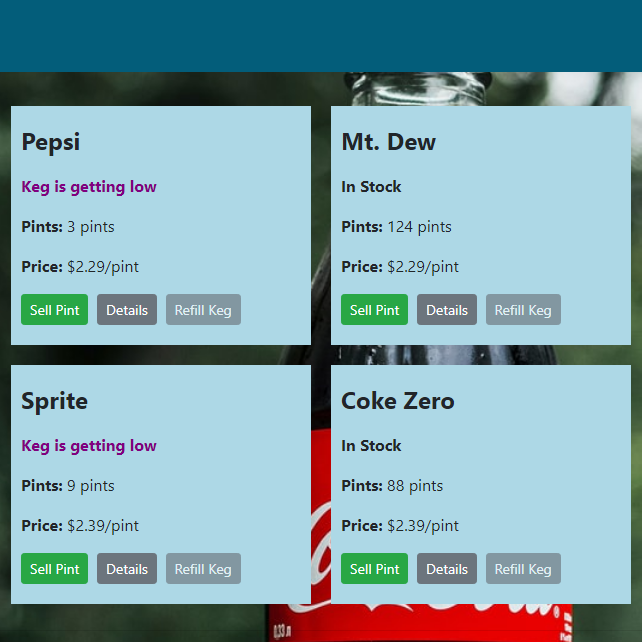 Pepsi
Keg is getting low
Pints: 3 pints
Price: $2.29/pint
Sell Pint Details Refill Keg
Mt. Dew
In Stock
Pints: 124 pints
Price: $2.29/pint
Sell Pint Details Refill Keg
Sprite
Keg is getting low
Pints: 9 pints
Price: $2.39/pint
Sell Pint Details Refill Keg
Coke Zero
In Stock
Pints: 88 pints
Price: $2.39/pint
Sell Pint Details Refill Keg
0,33 л